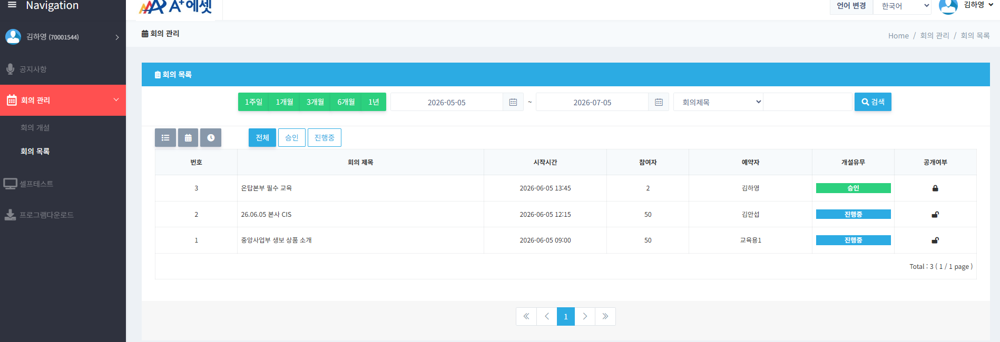 Navigation
A+에셋
언어 변경 한국어 김하영
김하영 (70001544)
회의 관리
Home / 회의 관리 / 회의 목록
공지사항
회의 목록
회의 관리
1주일 1개월 3개월 6개월 1년 2026-05-05 ~ 2026-07-05 회의제목 검색
회의 개설
전체 승인 진행중
회의 목록
번호 회의 제목 시작시간 참여자 예약자 개설유무 공개여부
셀프테스트
3 온탑본부 필수 교육 2026-06-05 13:45 2 김하영 승인
프로그램다운로드
2 26.06.05 본사 CIS 2026-06-05 12:15 50 김안섭 진행중
1 중앙사업부 생보 상품 소개 2026-06-05 09:00 50 교육용1 진행중
Total : 3 ( 1 / 1 page )
1